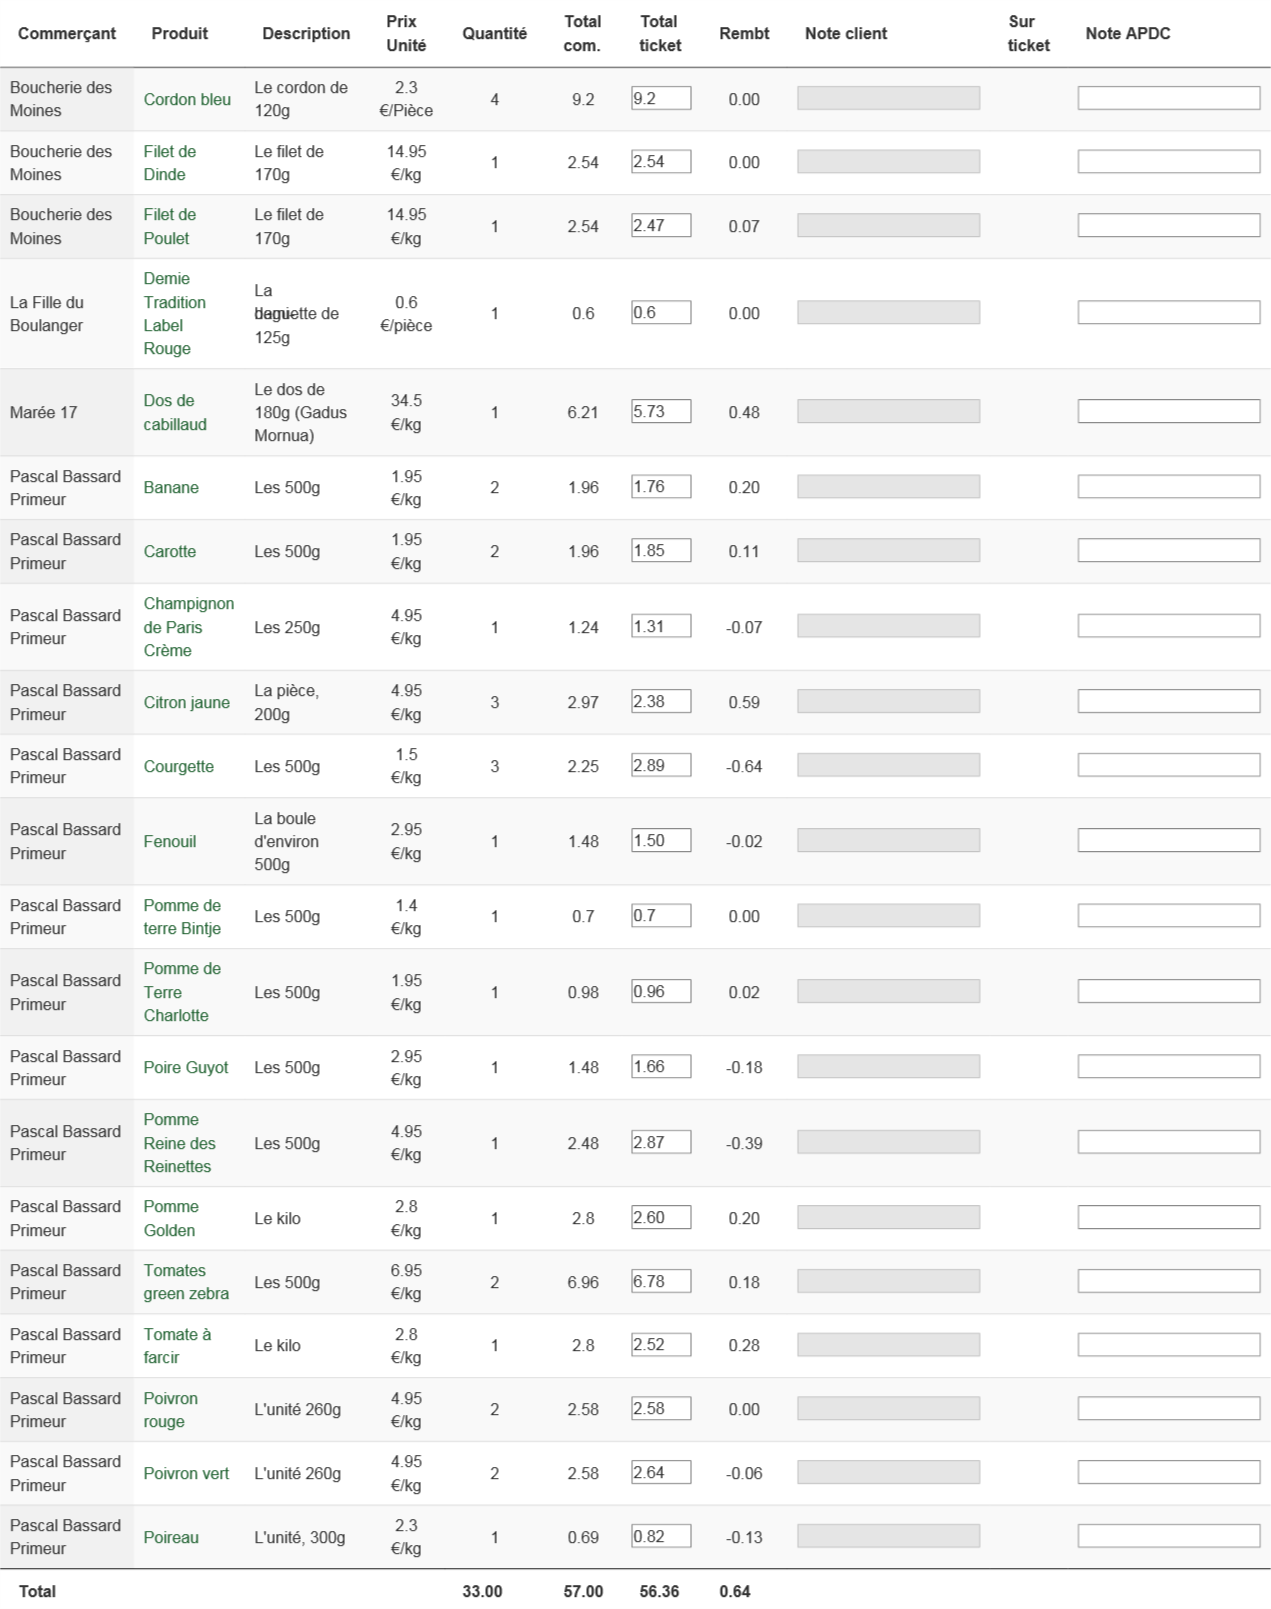 Commerçant Produit Description Prix Unité Quantité Total com. Total ticket Rembt Note client Sur ticket Note APDC
Boucherie des Moines Cordon bleu Le cordon de 120g 2.3 €/Pièce 4 9.2 9.2 0.00
Boucherie des Moines Filet de Dinde Le filet de 170g 14.95 €/kg 1 2.54 2.54 0.00
Boucherie des Moines Filet de Poulet Le filet de 170g 14.95 €/kg 1 2.54 2.47 0.07
La Fille du Boulanger Demie Tradition Label Rouge La de 125g 0.6 €/pièce 1 0.6 0.6 0.00
Marée 17 Dos de cabillaud Le dos de 180g (Gadus Mornua) 34.5 €/kg 1 6.21 5.73 0.48
Pascal Bassard Primeur Banane Les 500g 1.95 €/kg 2 1.96 1.76 0.20
Pascal Bassard Primeur Carotte Les 500g 1.95 €/kg 2 1.96 1.85 0.11
Pascal Bassard Primeur Champignon de Paris Crème Les 250g 4.95 €/kg 1 1.24 1.31 -0.07
Pascal Bassard Primeur Citron jaune La pièce, 200g 4.95 €/kg 3 2.97 2.38 0.59
Pascal Bassard Primeur Courgette Les 500g 1.5 €/kg 3 2.25 2.89 -0.64
Pascal Bassard Primeur Fenouil La boule d'environ 500g 2.95 €/kg 1 1.48 1.50 -0.02
Pascal Bassard Primeur Pomme de terre Bintje Les 500g 1.4 €/kg 1 0.7 0.7 0.00
Pascal Bassard Primeur Pomme de Terre Charlotte Les 500g 1.95 €/kg 1 0.98 0.96 0.02
Pascal Bassard Primeur Poire Guyot Les 500g 2.95 €/kg 1 1.48 1.66 -0.18
Pascal Bassard Primeur Pomme Reine des Reinettes Les 500g 4.95 €/kg 1 2.48 2.87 -0.39
Pascal Bassard Primeur Pomme Golden Le kilo 2.8 €/kg 1 2.8 2.60 0.20
Pascal Bassard Primeur Tomates green zebra Les 500g 6.95 €/kg 2 6.96 6.78 0.18
Pascal Bassard Primeur Tomate à farcir Le kilo 2.8 €/kg 1 2.8 2.52 0.28
Pascal Bassard Primeur Poivron rouge L'unité 260g 4.95 €/kg 2 2.58 2.58 0.00
Pascal Bassard Primeur Poivron vert L'unité 260g 4.95 €/kg 2 2.58 2.64 -0.06
Pascal Bassard Primeur Poireau L'unité, 300g 2.3 €/kg 1 0.69 0.82 -0.13
Total 33.00 57.00 56.36 0.64